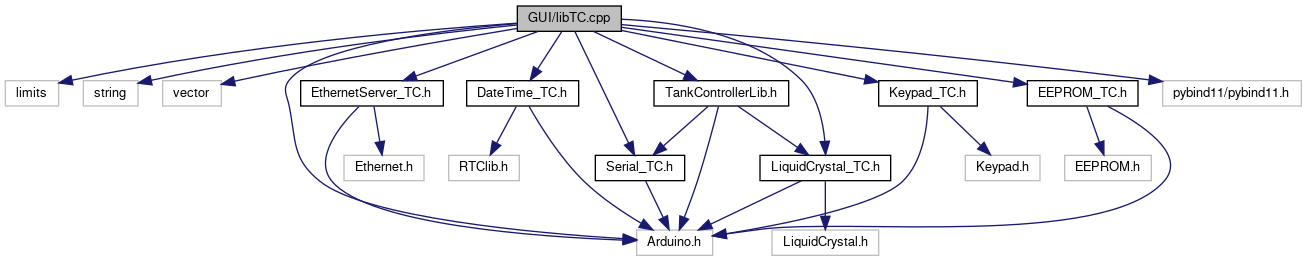 GUI/libTC.cpp
limits
string
vector
EthernetServer_TC.h
DateTime_TC.h
TankControllerLib.h
Keypad_TC.h
EEPROM_TC.h
pybind11/pybind11.h
Ethernet.h
RTClib.h
Serial_TC.h
LiquidCrystal_TC.h
Keypad.h
EEPROM.h
Arduino.h
LiquidCrystal.h